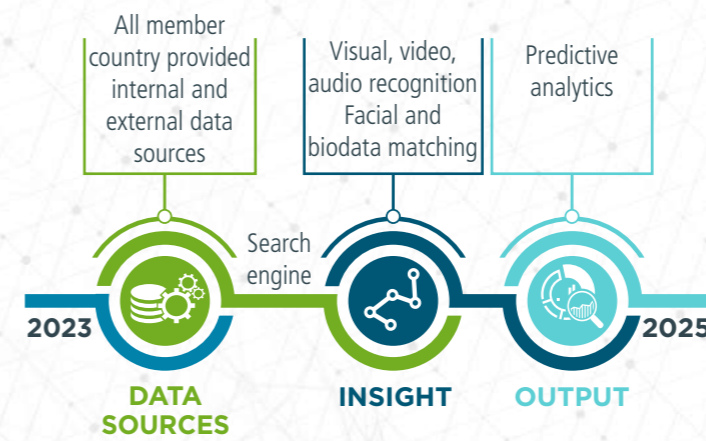 All member
country provided
internal and
external data
sources
Visual, video,
audio recognition
Facial and
biodata matching
Predictive
analytics
Search
engine
2023
2025
DATA
SOURCES
INSIGHT
OUTPUT